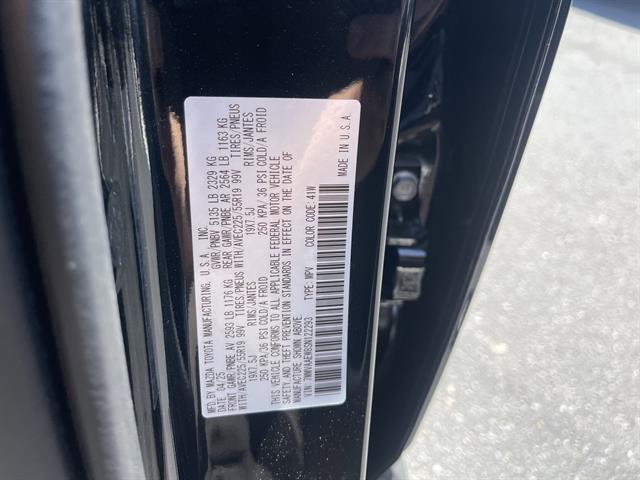 MFD BY MAZDA TOYOTA MANUFACTURING, U.S.A., INC.
DATE 04/25 GVWR/PNBV 5135 LB 2329 KG
FRONT GAWR/PNBE AV 2593 LB 1176 KG REAR GAWR/PNBE AR 2564 LB 1163 KG
WITH/AVEC225/55R19 99V TIRES/PNEUS WITH/AVEC225/55R19 99V TIRES/PNEUS
19X7.5J RIMS/JANTES 19X7.5J RIMS/JANTES
250 KPA/36 PSI COLD/A FROID 250 KPA/36 PSI COLD/A FROID
THIS VEHICLE CONFORMS TO ALL APPLICABLE FEDERAL MOTOR VEHICLE
SAFETY, AND THEFT PREVENTION STANDARDS IN EFFECT ON THE DATE OF
MANUFACTURE SHOWN ABOVE.
TYPE: MPV COLOR CODE:41W
MADE IN U.S.A.